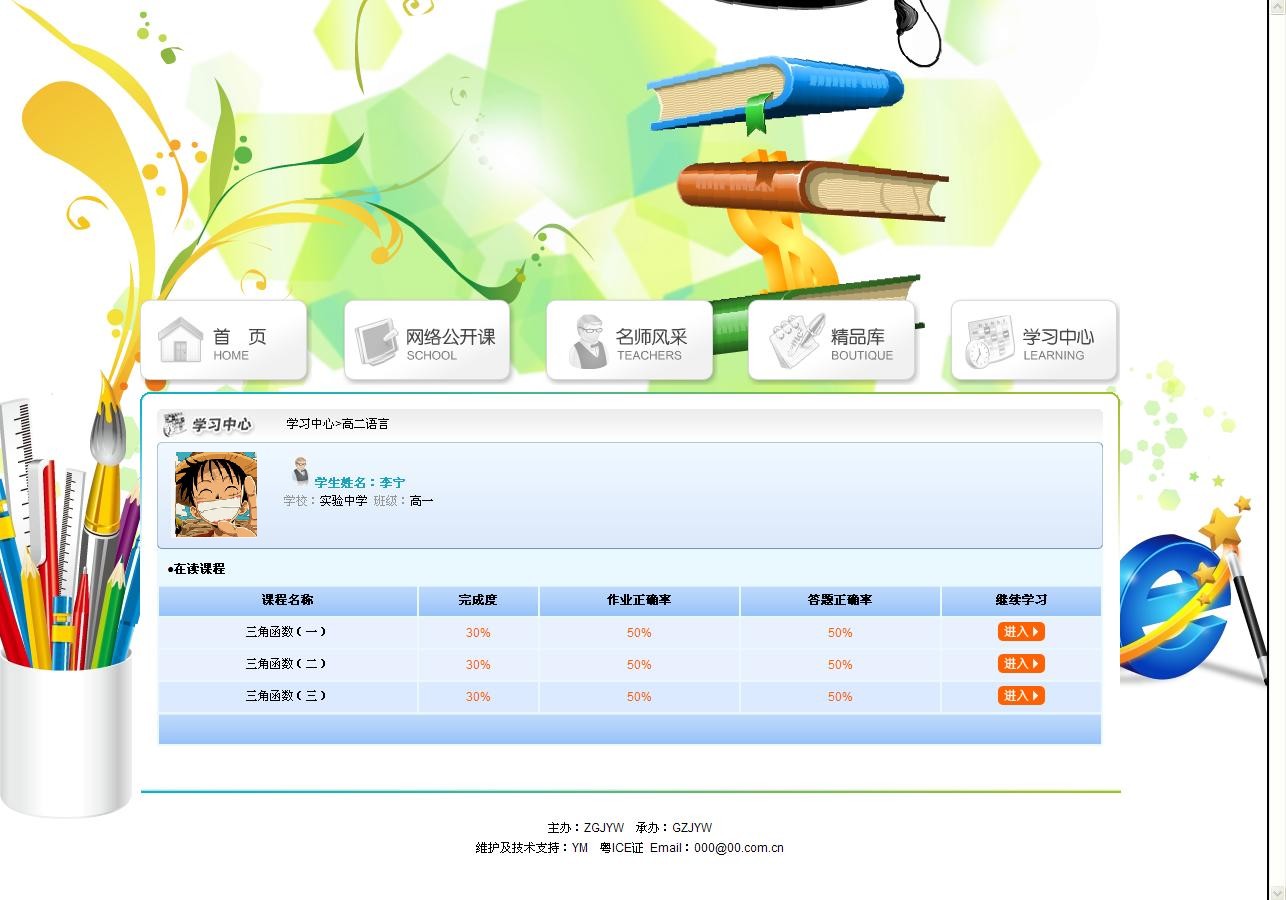 首 页
HOME
网络公开课
SCHOOL
名师风采
TEACHERS
精品库
BOUTIQUE
学习中心
LEARNING
学习中心 学习中心>高二语言
学生姓名：李宁
学校：实验中学 班级：高一
•在读课程
课程名称 完成度 作业正确率 答题正确率 继续学习
三角函数（一） 30% 50% 50% 进入
三角函数（二） 30% 50% 50% 进入
三角函数（三） 30% 50% 50% 进入
主办：ZGJYW 承办：GZJYW
维护及技术支持：YM 粤ICE证 Email：000@00.com.cn